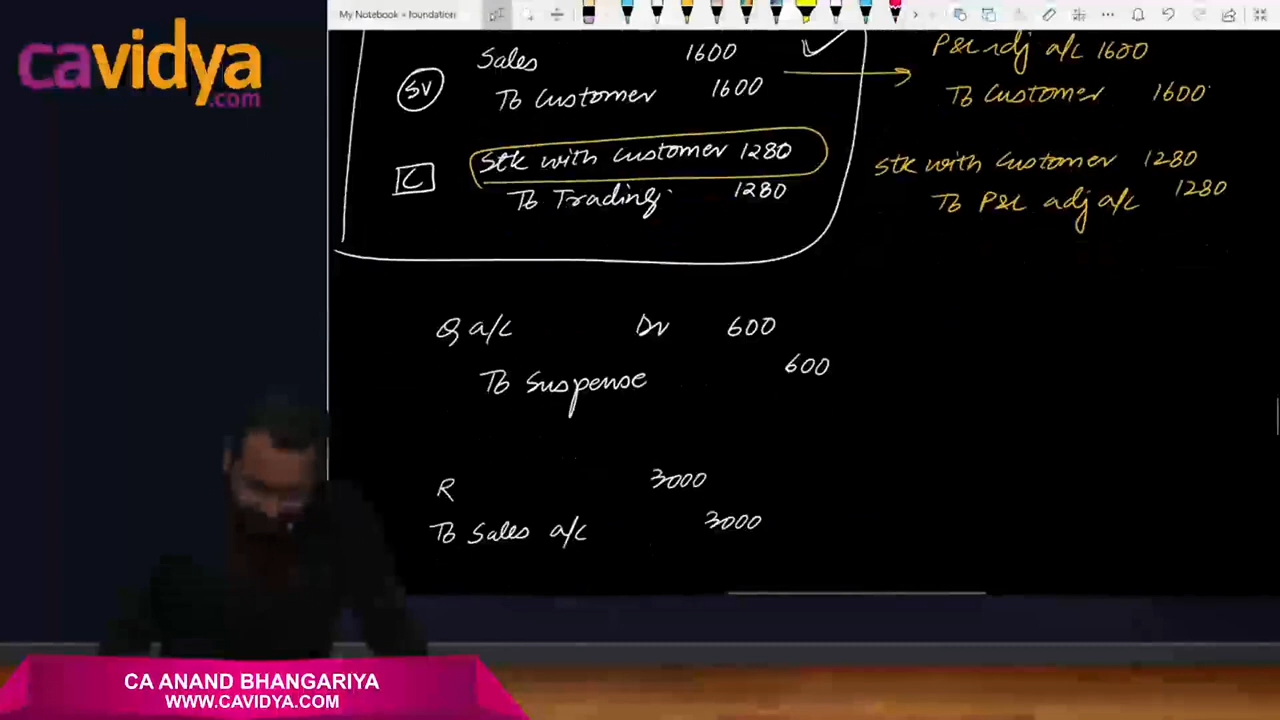 cavidya
.com
My Notebook » foundation
Sales 1600
SV To Customer 1600
C Stk with Customer 1280
To Trading 1280
P&L adj a/c 1600
To Customer 1600
Stk with Customer 1280
To P&L adj a/c 1280
Q a/c Dr 600
To Suspense 600
R 3000
To Sales a/c 3000
CA ANAND BHANGARIYA
WWW.CAVIDYA.COM